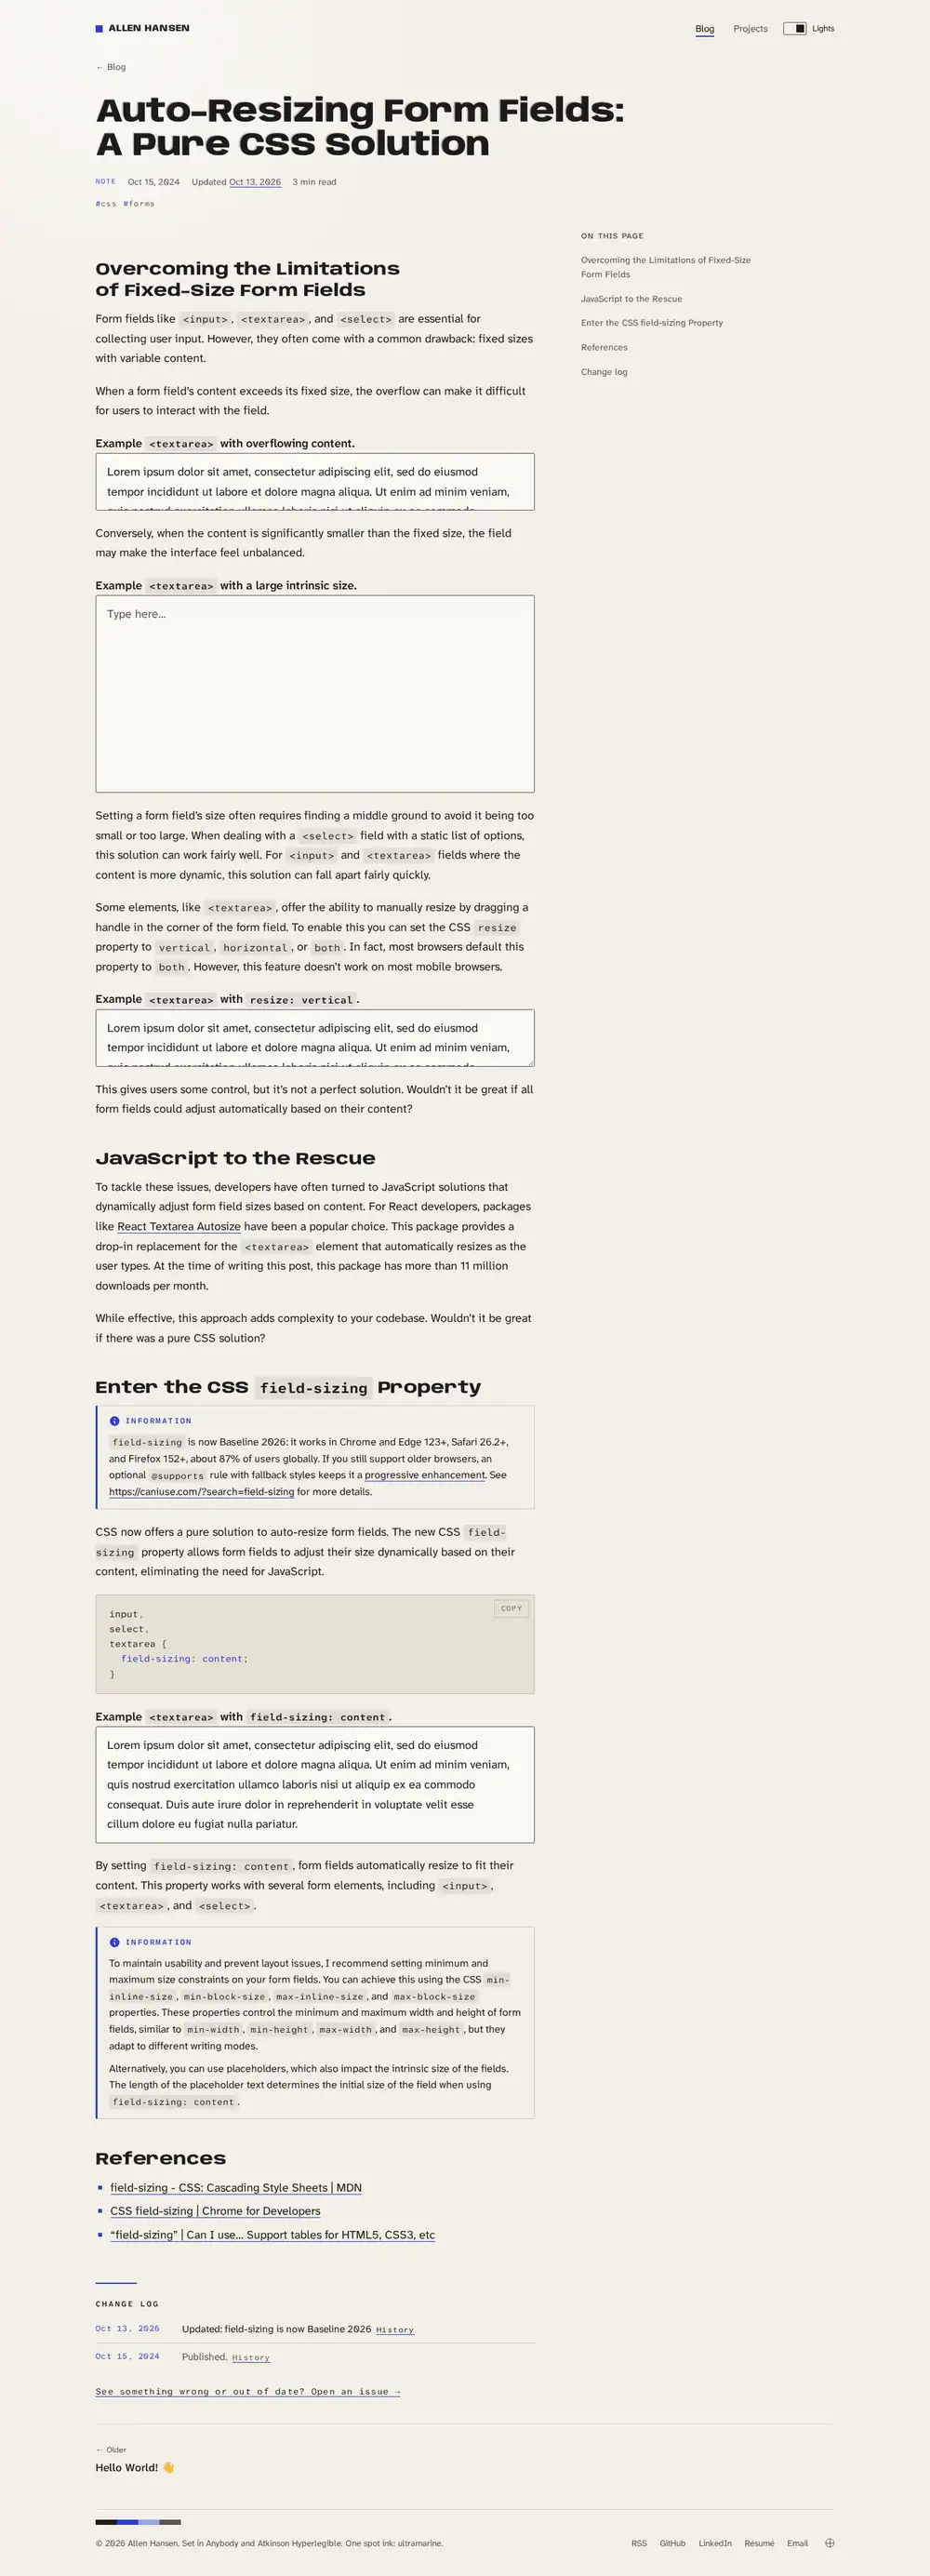 ALLEN HANSEN
Blog
Projects
Lights
← Blog
Auto-Resizing Form Fields:
A Pure CSS Solution
NOTE Oct 15, 2024 Updated Oct 13, 2026 3 min read
#css #forms
ON THIS PAGE
Overcoming the Limitations of Fixed-Size
Form Fields
JavaScript to the Rescue
Enter the CSS field-sizing Property
References
Change log
Overcoming the Limitations
of Fixed-Size Form Fields
Form fields like <input>, <textarea>, and <select> are essential for
collecting user input. However, they often come with a common drawback: fixed sizes
with variable content.
When a form field’s content exceeds its fixed size, the overflow can make it difficult
for users to interact with the field.
Example <textarea> with overflowing content.
Lorem ipsum dolor sit amet, consectetur adipiscing elit, sed do eiusmod
tempor incididunt ut labore et dolore magna aliqua. Ut enim ad minim veniam,
Conversely, when the content is significantly smaller than the fixed size, the field
may make the interface feel unbalanced.
Example <textarea> with a large intrinsic size.
Type here…
Setting a form field’s size often requires finding a middle ground to avoid it being too
small or too large. When dealing with a <select> field with a static list of options,
this solution can work fairly well. For <input> and <textarea> fields where the
content is more dynamic, this solution can fall apart fairly quickly.
Some elements, like <textarea>, offer the ability to manually resize by dragging a
handle in the corner of the form field. To enable this you can set the CSS resize
property to vertical, horizontal, or both. In fact, most browsers default this
property to both. However, this feature doesn’t work on most mobile browsers.
Example <textarea> with resize: vertical.
Lorem ipsum dolor sit amet, consectetur adipiscing elit, sed do eiusmod
tempor incididunt ut labore et dolore magna aliqua. Ut enim ad minim veniam,
This gives users some control, but it’s not a perfect solution. Wouldn’t it be great if all
form fields could adjust automatically based on their content?
JavaScript to the Rescue
To tackle these issues, developers have often turned to JavaScript solutions that
dynamically adjust form field sizes based on content. For React developers, packages
like React Textarea Autosize have been a popular choice. This package provides a
drop-in replacement for the <textarea> element that automatically resizes as the
user types. At the time of writing this post, this package has more than 11 million
downloads per month.
While effective, this approach adds complexity to your codebase. Wouldn’t it be great
if there was a pure CSS solution?
Enter the CSS field-sizing Property
INFORMATION
field-sizing is now Baseline 2026: it works in Chrome and Edge 123+, Safari 26.2+,
and Firefox 152+, about 87% of users globally. If you still support older browsers, an
optional @supports rule with fallback styles keeps it a progressive enhancement. See
https://caniuse.com/?search=field-sizing for more details.
CSS now offers a pure solution to auto-resize form fields. The new CSS field-
sizing property allows form fields to adjust their size dynamically based on their
content, eliminating the need for JavaScript.
COPY
input,
select,
textarea {
  field-sizing: content;
}
Example <textarea> with field-sizing: content.
Lorem ipsum dolor sit amet, consectetur adipiscing elit, sed do eiusmod
tempor incididunt ut labore et dolore magna aliqua. Ut enim ad minim veniam,
quis nostrud exercitation ullamco laboris nisi ut aliquip ex ea commodo
consequat. Duis aute irure dolor in reprehenderit in voluptate velit esse
cillum dolore eu fugiat nulla pariatur.
By setting field-sizing: content, form fields automatically resize to fit their
content. This property works with several form elements, including <input>,
<textarea>, and <select>.
INFORMATION
To maintain usability and prevent layout issues, I recommend setting minimum and
maximum size constraints on your form fields. You can achieve this using the CSS min-
inline-size, min-block-size, max-inline-size, and max-block-size
properties. These properties control the minimum and maximum width and height of form
fields, similar to min-width, min-height, max-width, and max-height, but they
adapt to different writing modes.
Alternatively, you can use placeholders, which also impact the intrinsic size of the fields.
The length of the placeholder text determines the initial size of the field when using
field-sizing: content.
References
field-sizing - CSS: Cascading Style Sheets | MDN
CSS field-sizing | Chrome for Developers
“field-sizing” | Can I use… Support tables for HTML5, CSS3, etc
CHANGE LOG
Oct 13, 2026 Updated: field-sizing is now Baseline 2026 History
Oct 15, 2024 Published. History
See something wrong or out of date? Open an issue →
← Older
Hello World! 👋
© 2026 Allen Hansen. Set in Anybody and Atkinson Hyperlegible. One spot ink: ultramarine.
RSS GitHub LinkedIn Résumé Email